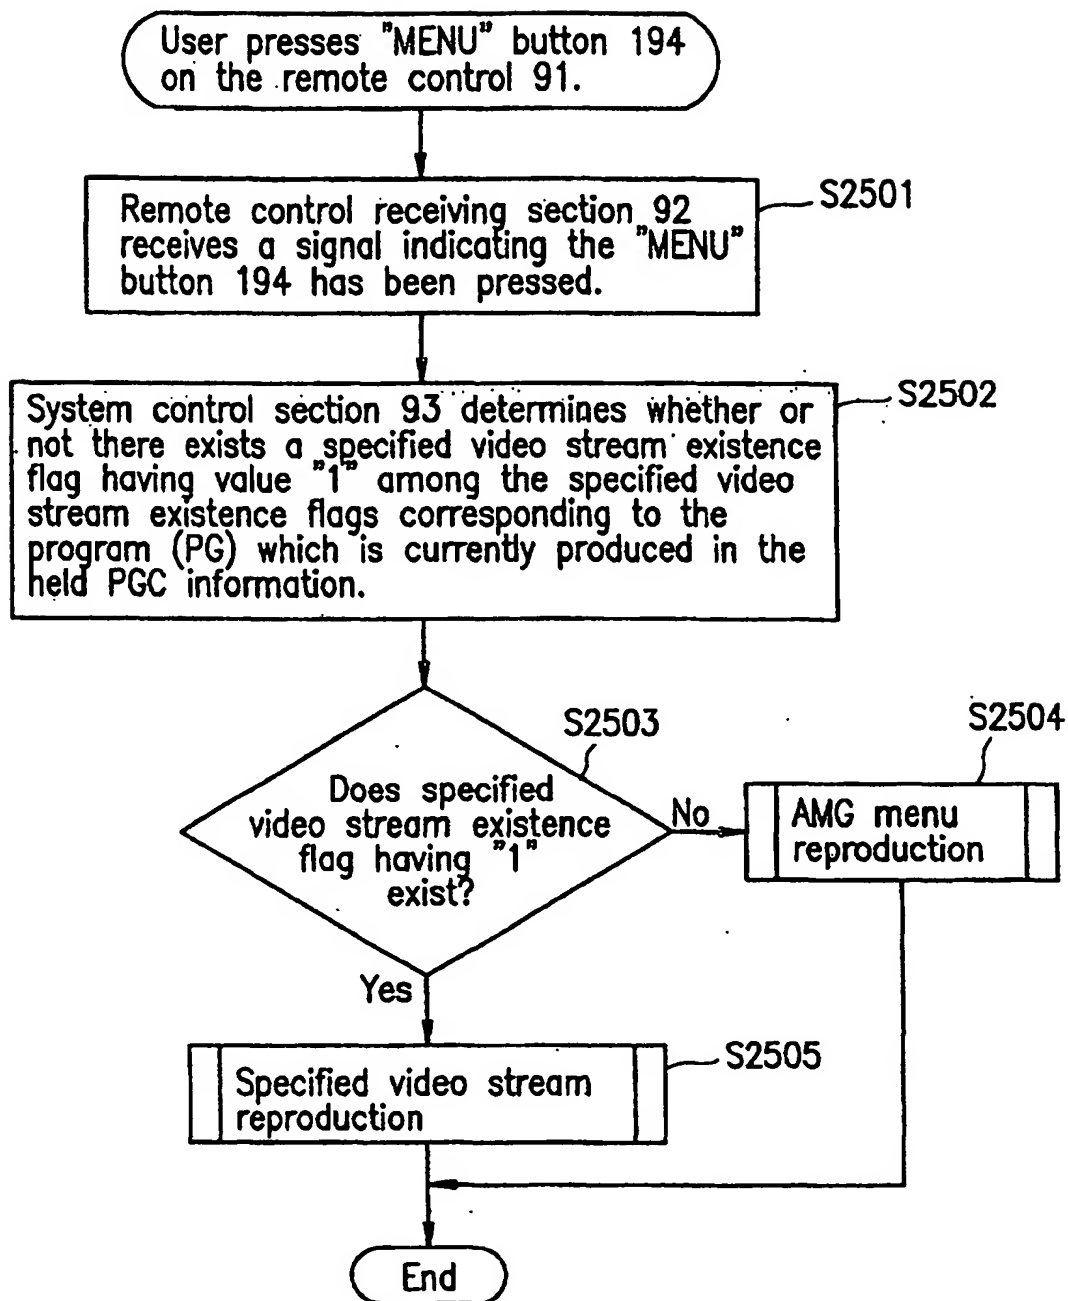 User presses "MENU" button 194
on the remote control 91.
Remote control receiving section 92
receives a signal indicating the "MENU"
button 194 has been pressed.
S2501
System control section 93 determines whether or
not there exists a specified video stream existence
flag having value "1" among the specified video
stream existence flags corresponding to the
program (PG) which is currently produced in the
held PGC information.
S2502
Does specified
video stream existence
flag having "1"
exist?
S2503
No
S2504
AMG menu
reproduction
Yes
Specified video stream
reproduction
S2505
End